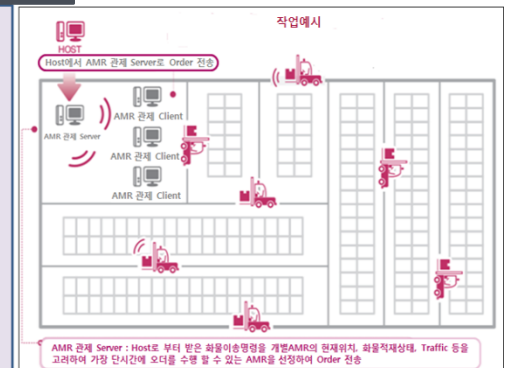 작업예시
HOST
Host에서 AMR 관제 Server로 Order 전송
AMR 관제 Server
AMR 관제 Client
AMR 관제 Client
AMR 관제 Client
AMR 관제 Server : Host로 부터 받은 화물이송명령을 개별AMR의 현재위치, 화물적재상태, Traffic 등을
고려하여 가장 단시간에 오더를 수행 할 수 있는 AMR을 선정하여 Order 전송